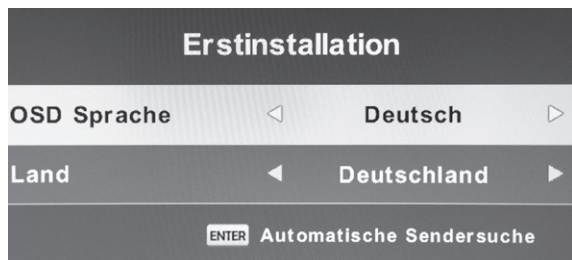 Erstinstallation
OSD Sprache Deutsch
Land Deutschland
ENTER Automatische Sendersuche